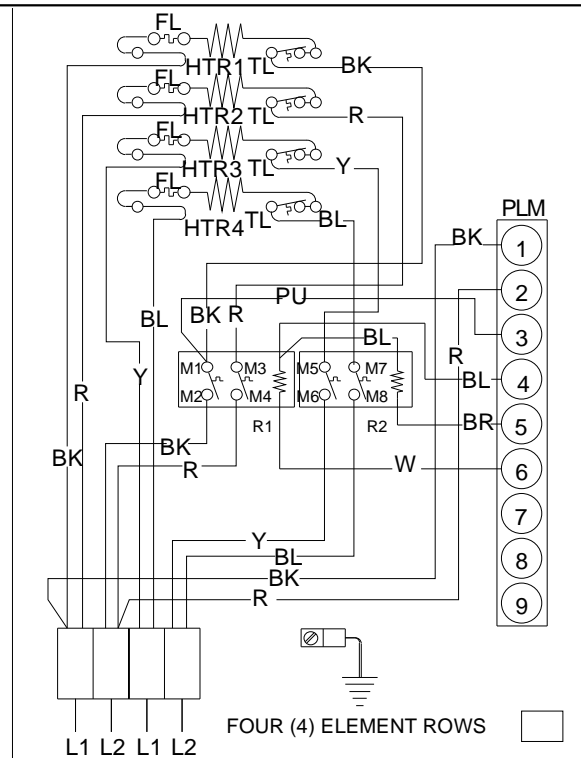 FL
HTR1 TL
BK
FL
HTR2 TL
R
FL
HTR3 TL
Y
FL
HTR4 TL
BL
PLM
BK
1
2
3
4
5
6
7
8
9
PU
BK R
BL
R
BL
Y
R
BK
M1 M3
M2 M4
R1
M5 M7
M6 M8
R2
BL
BR
W
BK
R
Y
BL
BK
R
L1 L2 L1 L2
FOUR (4) ELEMENT ROWS